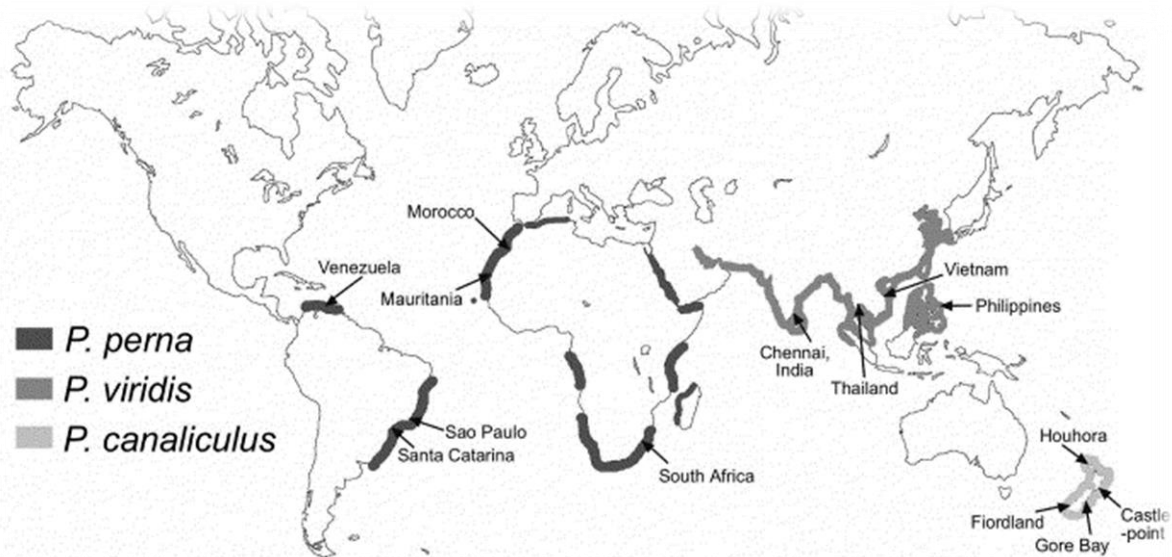 Morocco
Venezuela
Mauritania
Vietnam
Philippines
P. perna
P. viridis
P. canaliculus
Chennai,
India
Thailand
Sao Paulo
Santa Catarina
South Africa
Houhora
Fiordland
Castle
-point
Gore Bay